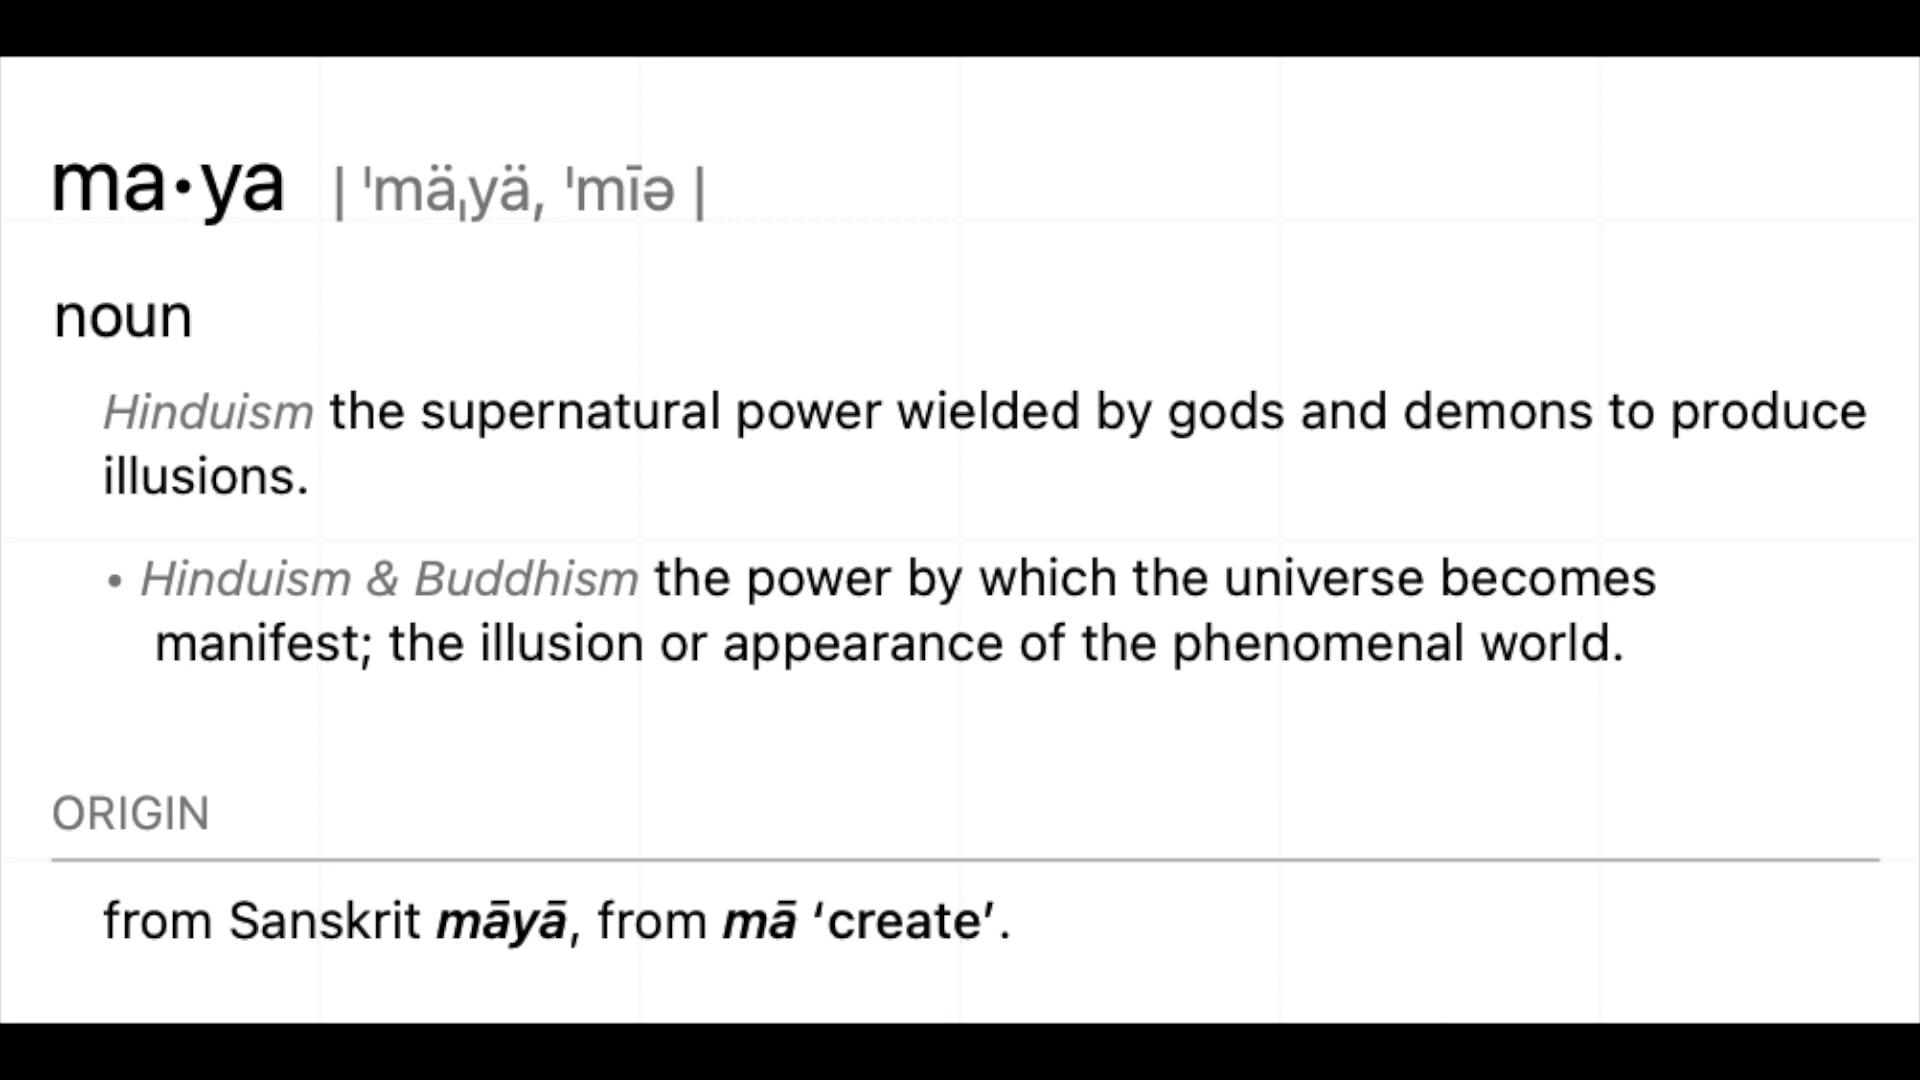 ma·ya | ˈmäˌyä, ˈmīə |
noun
Hinduism the supernatural power wielded by gods and demons to produce
illusions.
• Hinduism & Buddhism the power by which the universe becomes
manifest; the illusion or appearance of the phenomenal world.
ORIGIN
from Sanskrit māyā, from mā ‘create’.